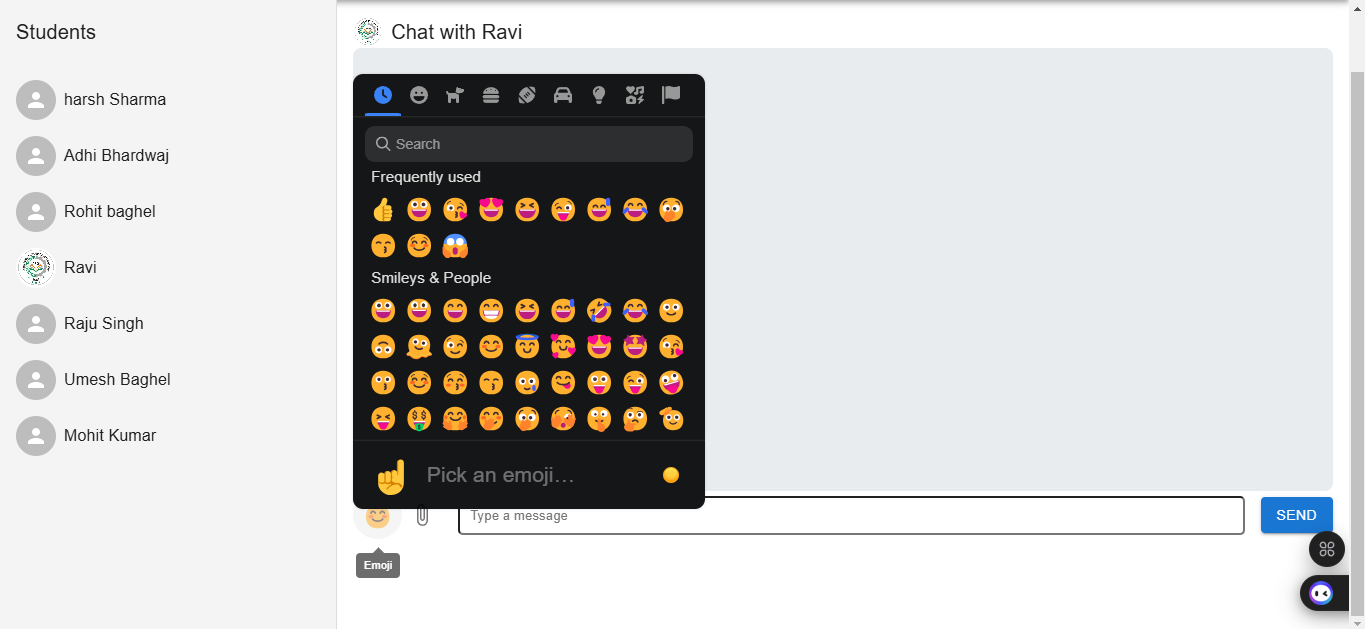 Students
harsh Sharma
Adhi Bhardwaj
Rohit baghel
Ravi
Raju Singh
Umesh Baghel
Mohit Kumar
Chat with Ravi
Search
Frequently used
Smileys & People
Pick an emoji…
Type a message
SEND
Emoji